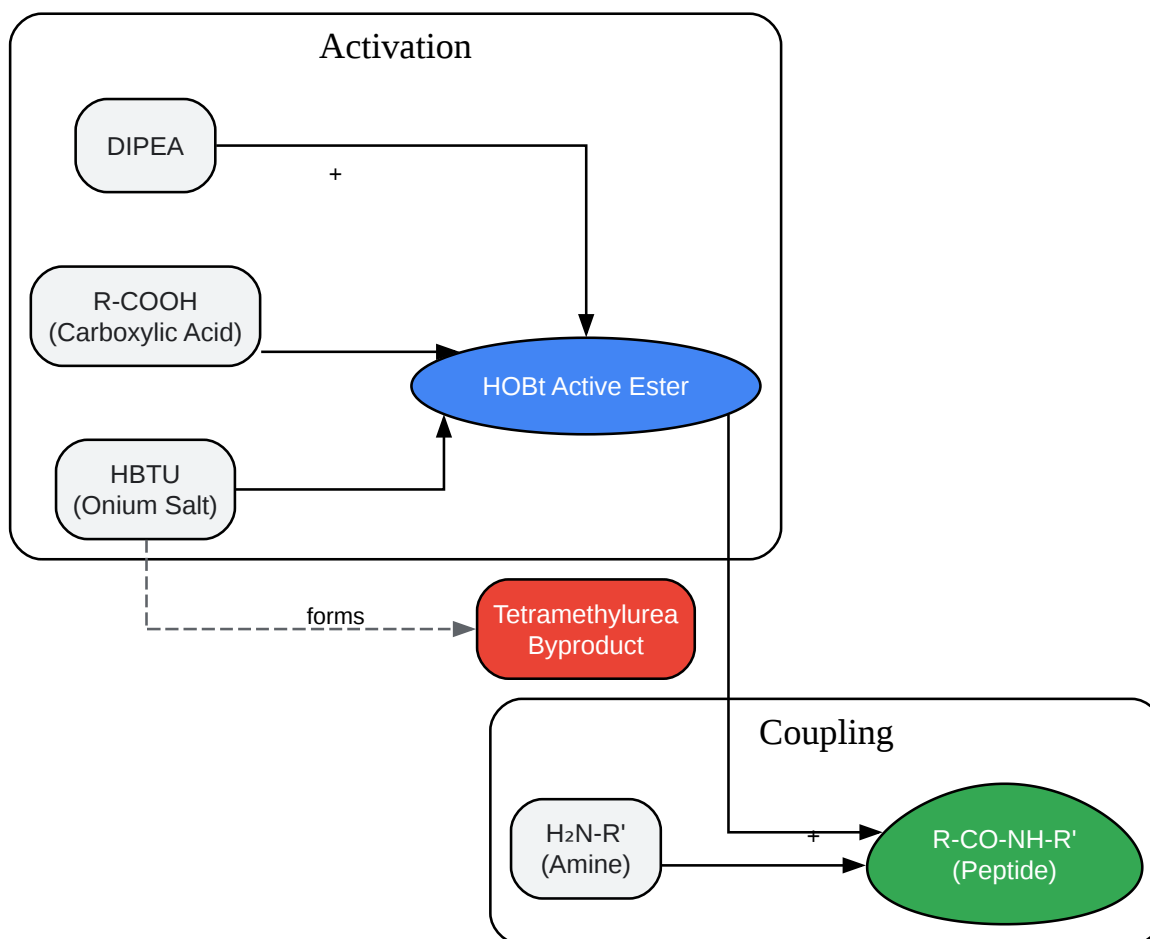 Activation
DIPEA
+
R-COOH
(Carboxylic Acid)
HOBt Active Ester
HBTU
(Onium Salt)
forms
Tetramethylurea
Byproduct
Coupling
H₂N-R'
(Amine)
+
R-CO-NH-R'
(Peptide)